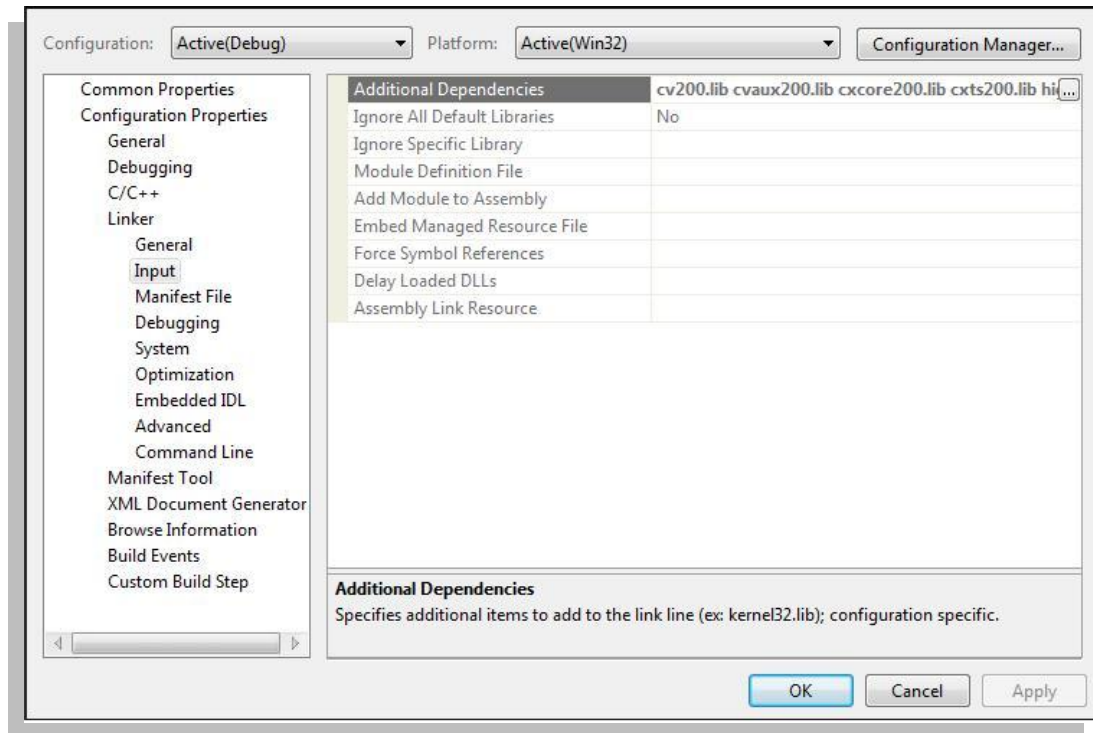 Configuration: Active(Debug) Platform: Active(Win32) Configuration Manager...
Common Properties
Configuration Properties
General
Debugging
C/C++
Linker
General
Input
Manifest File
Debugging
System
Optimization
Embedded IDL
Advanced
Command Line
Manifest Tool
XML Document Generator
Browse Information
Build Events
Custom Build Step
Additional Dependencies cv200.lib cvaux200.lib cxcore200.lib cxts200.lib hi...
Ignore All Default Libraries No
Ignore Specific Library
Module Definition File
Add Module to Assembly
Embed Managed Resource File
Force Symbol References
Delay Loaded DLLs
Assembly Link Resource
Additional Dependencies
Specifies additional items to add to the link line (ex: kernel32.lib); configuration specific.
OK Cancel Apply